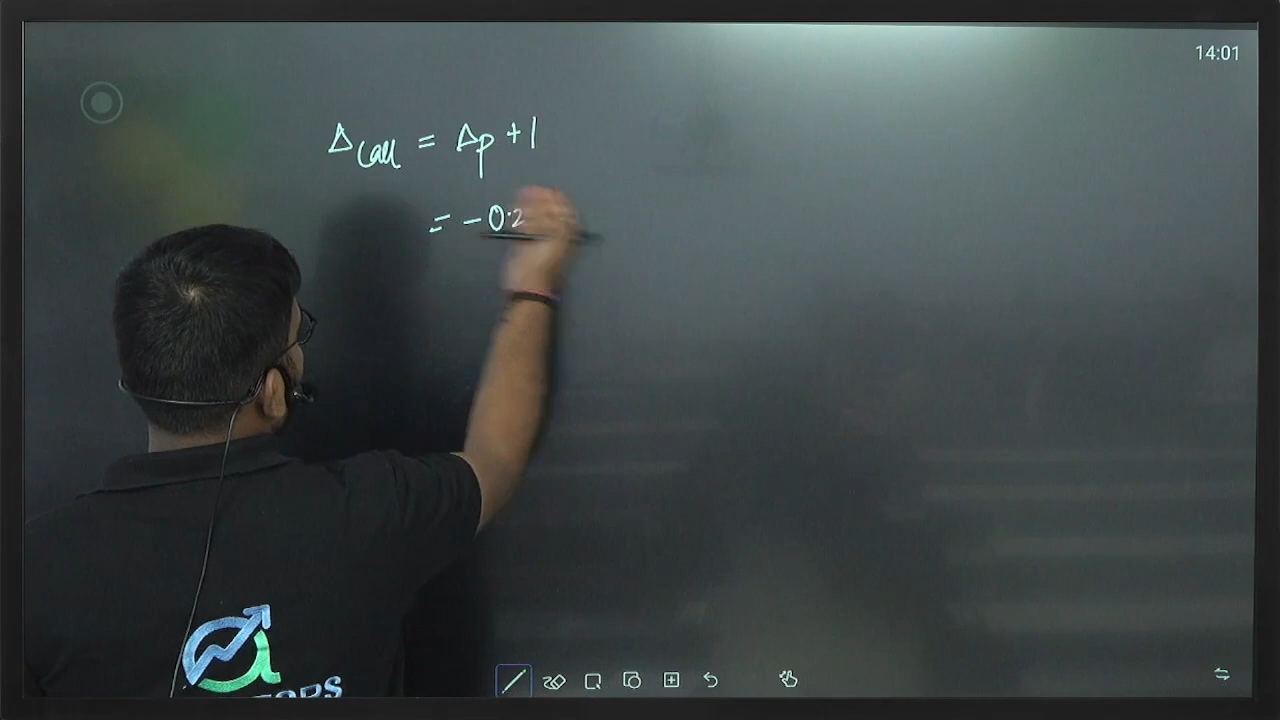 14:01
Δcall = Δp + 1
= - 0.2